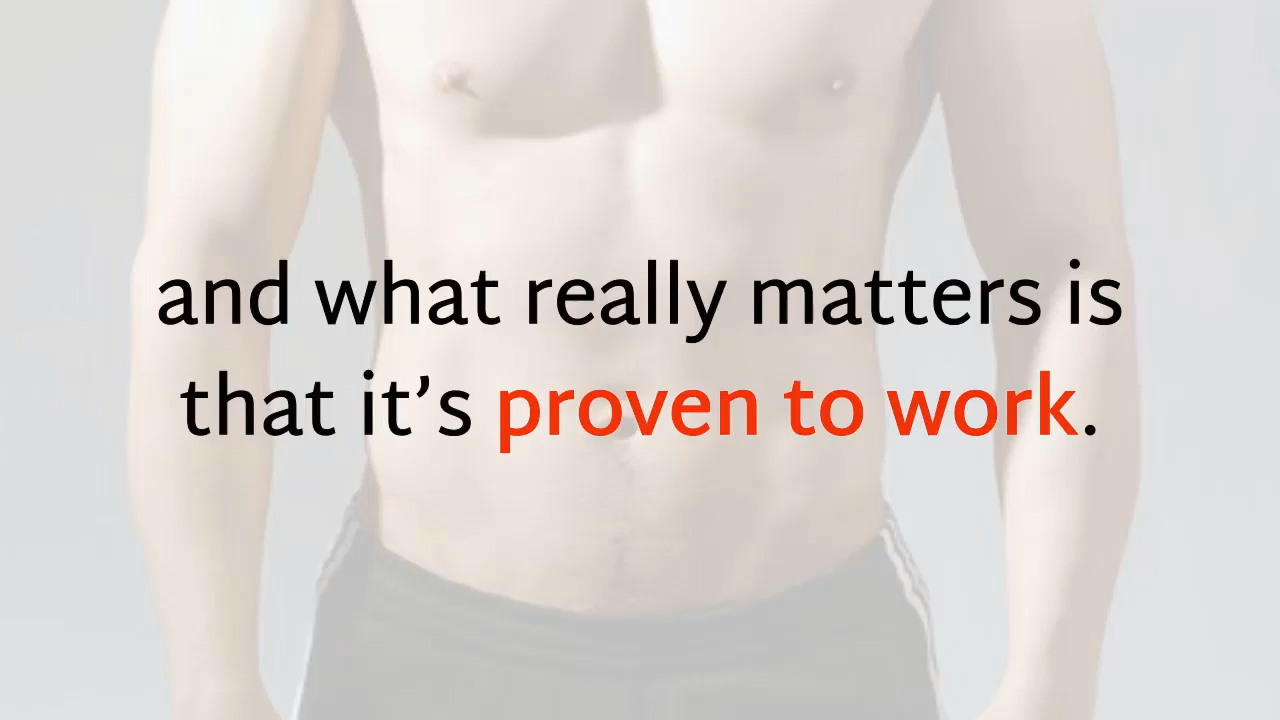 and what really matters is
that it’s proven to work.